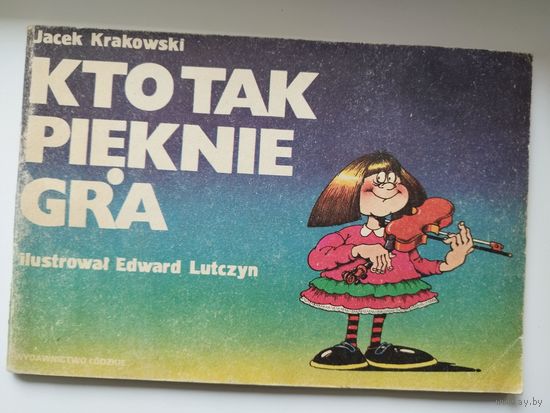 Jacek Krakowski
KTO TAK
PIĘKNIE
GRA
ilustrował Edward Lutczyn
WYDAWNICTWO ŁÓDZKIE